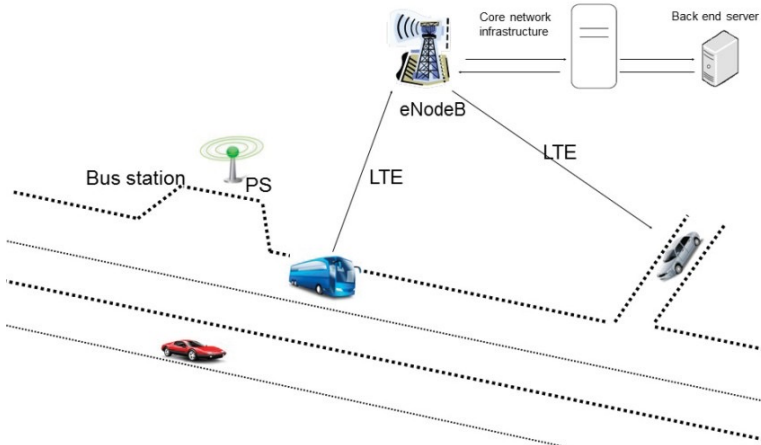 Core network
infrastructure
Back end server
eNodeB
LTE
LTE
Bus station
PS